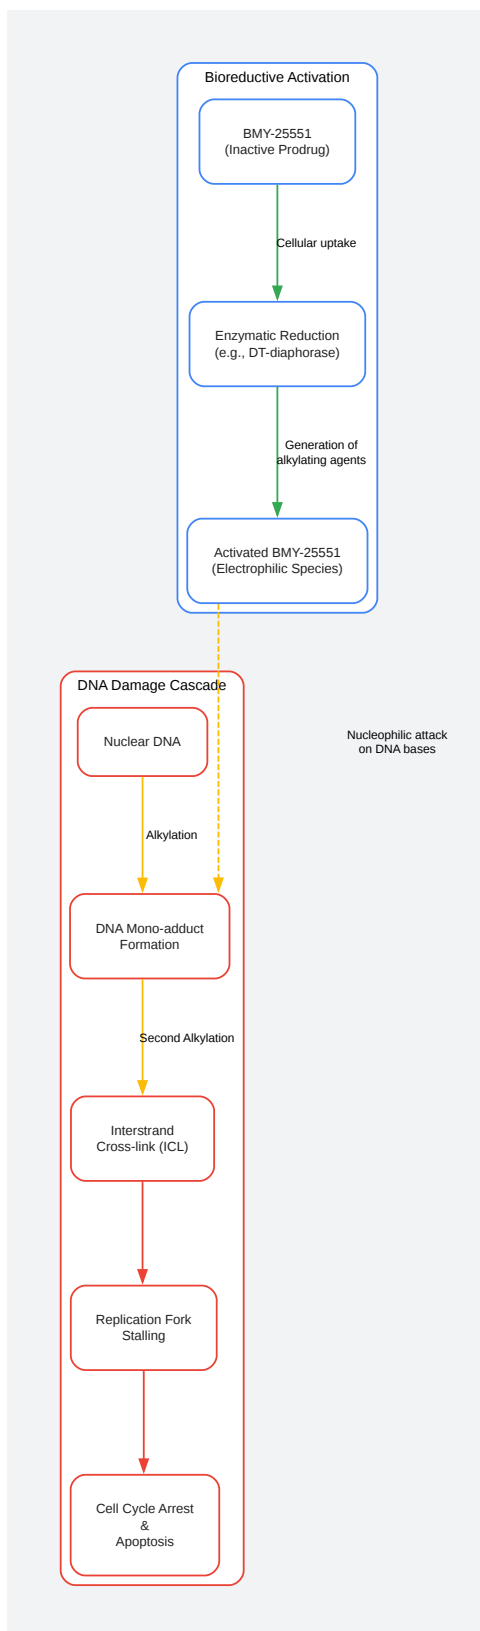 Bioreductive Activation
BMY-25551
(Inactive Prodrug)
Cellular uptake
Enzymatic Reduction
(e.g., DT-diaphorase)
Generation of
alkylating agents
Activated BMY-25551
(Electrophilic Species)
DNA Damage Cascade
Nuclear DNA
Nucleophilic attack
on DNA bases
Alkylation
DNA Mono-adduct
Formation
Second Alkylation
Interstrand
Cross-link (ICL)
Replication Fork
Stalling
Cell Cycle Arrest
&
Apoptosis